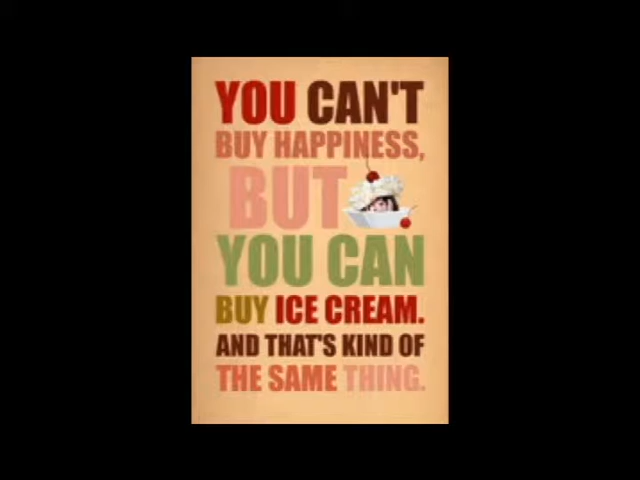 YOU CAN'T
BUY HAPPINESS,
BUT
YOU CAN
BUY ICE CREAM.
AND THAT'S KIND OF
THE SAME THING.